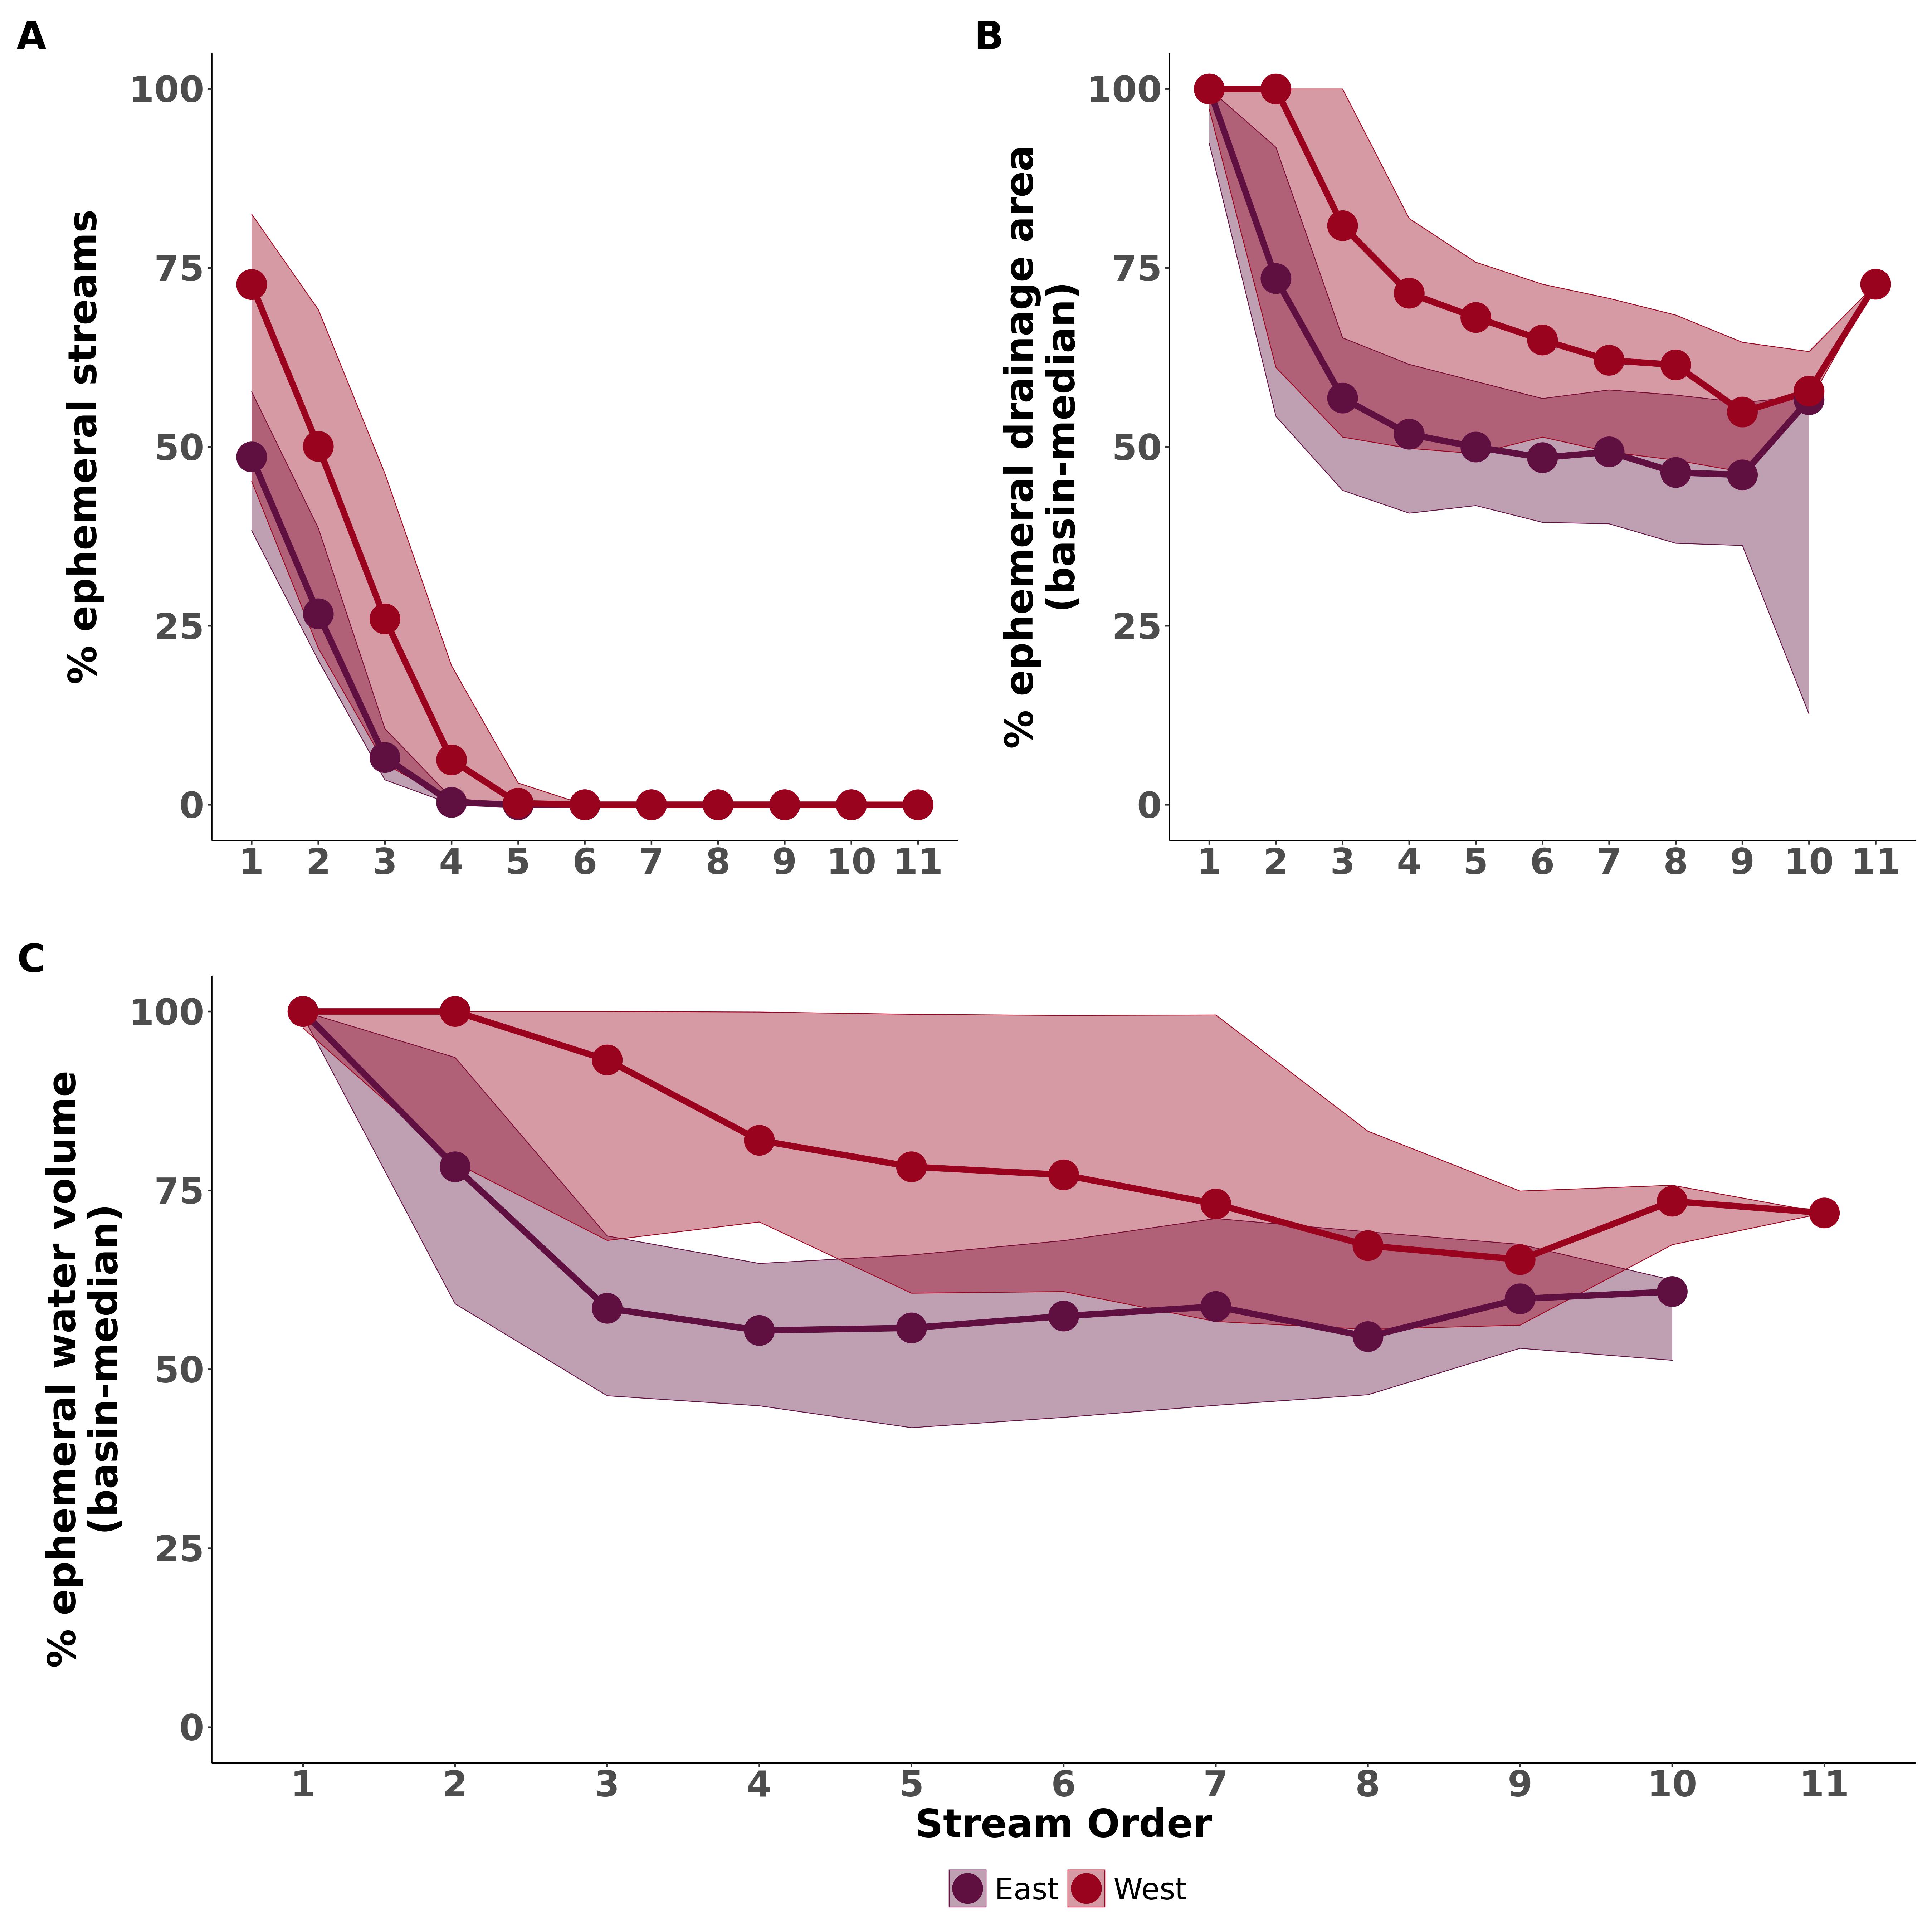 A
% ephemeral streams
100
75
50
25
0
1 2 3 4 5 6 7 8 9 10 11
B
% ephemeral drainage area
(basin-median)
100
75
50
25
0
1 2 3 4 5 6 7 8 9 10 11
C
% ephemeral water volume
(basin-median)
100
75
50
25
0
1 2 3 4 5 6 7 8 9 10 11
Stream Order
East West